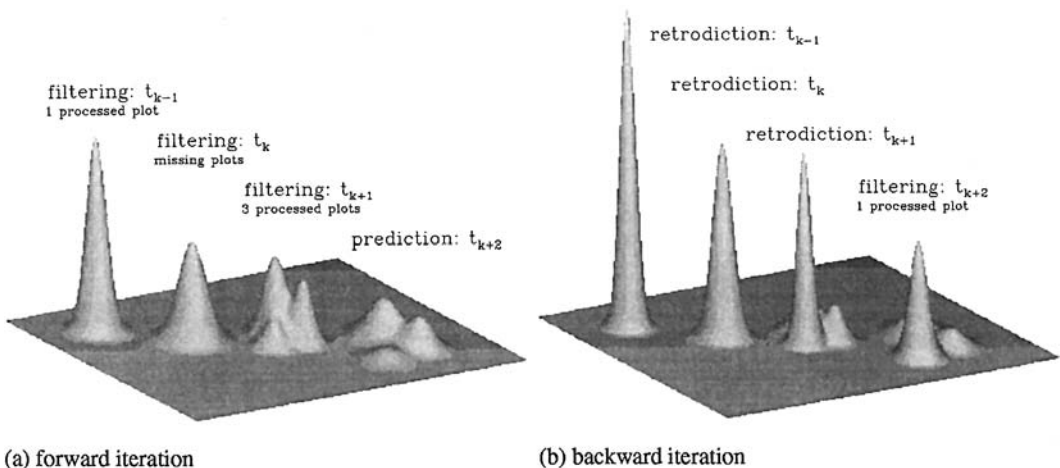 filtering: t_{k-1}
1 processed plot
filtering: t_k
missing plots
filtering: t_{k+1}
3 processed plots
prediction: t_{k+2}
(a) forward iteration
retrodiction: t_{k-1}
retrodiction: t_k
retrodiction: t_{k+1}
filtering: t_{k+2}
1 processed plot
(b) backward iteration